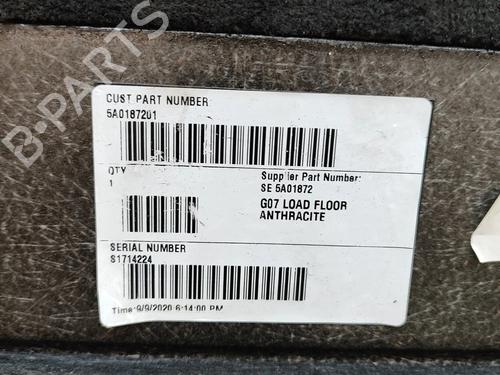 B-PARTS
CUST PART NUMBER
5A0187201
QTY
1
Supplier Part Number:
SE 5A01872
G07 LOAD FLOOR
ANTHRACITE
SERIAL NUMBER
S1714224
Time:9/9/2020 6:14:00 PM